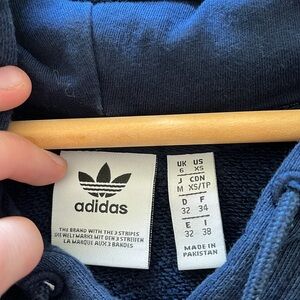 adidas
THE BRAND WITH THE 3 STRIPES
DIE WELTMARKE MIT DEN 3 STREIFEN
LA MARQUE AUX 3 BANDES
UK US
6 XS
J CDN
M XS/TP
D F
32 34
E I
32 38
MADE IN
PAKISTAN